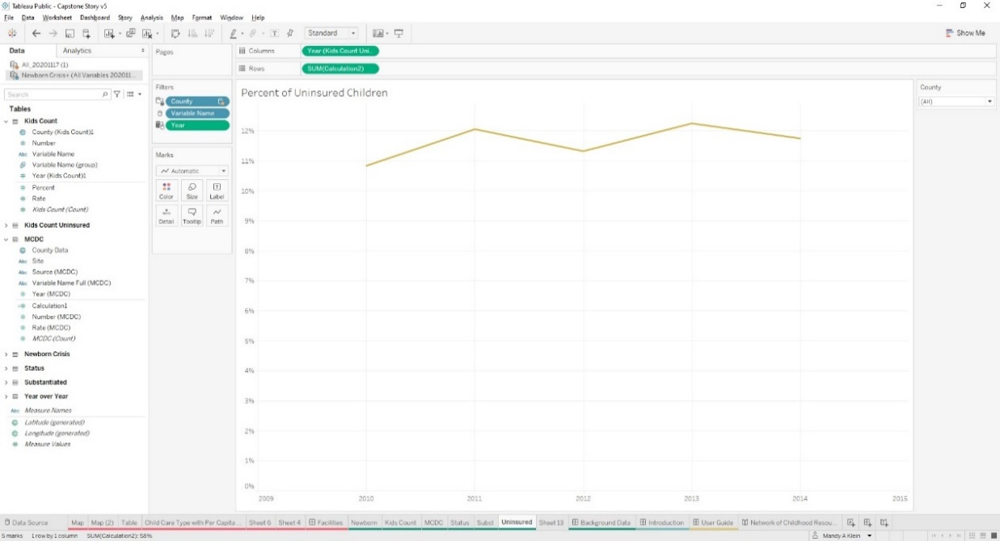 Tableau Public - Capstone Story v5
File Data Worksheet Dashboard Story Analysis Map Format Window Help
Standard
Show Me
Data Analytics
All_20201117 (1)
Newborn Crisis+ (All Variables 202011...
Search
Tables
Kids Count
County (Kids Count)1
Number
Abc Variable Name
Variable Name (group)
Year (Kids Count)1
Percent
Rate
Kids Count (Count)
Kids Count Uninsured
MCDC
County Data
Abc Site
Abc Source (MCDC)
Abc Variable Name Full (MCDC)
Year (MCDC)
Calculation1
Number (MCDC)
Rate (MCDC)
MCDC (Count)
Newborn Crisis
Status
Substantiated
Year over Year
Abc Measure Names
Latitude (generated)
Longitude (generated)
Measure Values
Pages
Filters
County
Variable Name
Year
Marks
Automatic
Color Size Label
Detail Tooltip Path
Columns Year (Kids Count Uni..
Rows SUM(Calculation2)
Percent of Uninsured Children
12%
11%
10%
9%
8%
7%
6%
5%
4%
3%
2%
1%
0%
2009 2010 2011 2012 2013 2014 2015
County
(All)
Data Source Map Map (2) Table Child Care Type with Per Capita ... Sheet 6 Sheet 4 Facilities Newborn Kids Count MCDC Status Subst Uninsured Sheet 13 Background Data Introduction User Guide Network of Childhood Resou...
5 marks 1 row by 1 column SUM(Calculation2): 58% Mandy A Klein